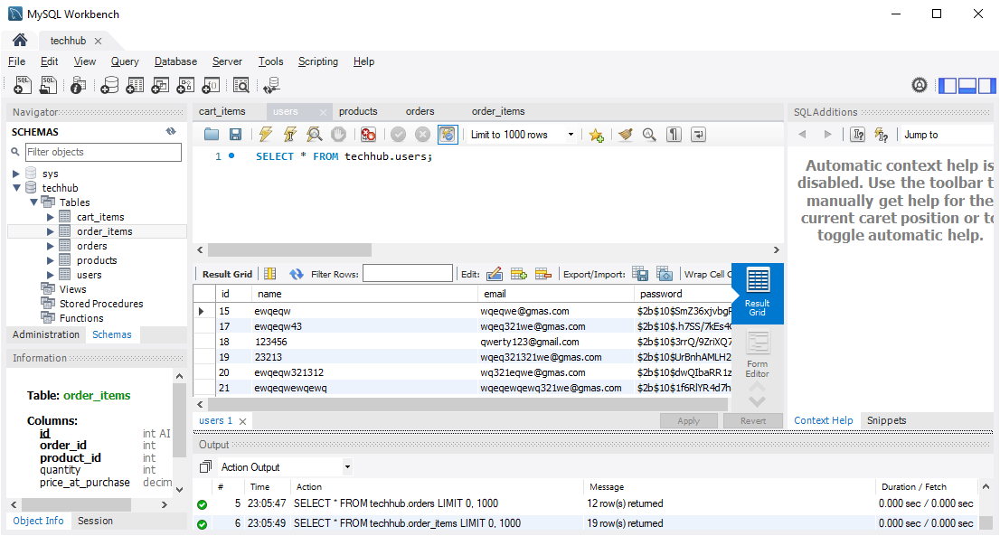 MySQL Workbench
techhub
File Edit View Query Database Server Tools Scripting Help
Navigator
SCHEMAS
Filter objects
sys
techhub
Tables
cart_items
order_items
orders
products
users
Views
Stored Procedures
Functions
Administration Schemas
Information
Table: order_items
Columns:
id int AI
order_id int
product_id int
quantity int
price_at_purchase decim
Object Info Session
cart_items users products orders order_items
Limit to 1000 rows
1 SELECT * FROM techhub.users;
Result Grid Filter Rows: Edit: Export/Import: Wrap Cell C
id name email password
15 ewqeqw wqeqwe@gmas.com $2b$10$SmZ36xjvbgF
17 ewqeqw43 wqeq321we@gmas.com $2b$10$.h7SS/7kEs4
18 123456 qwerty123@gmail.com $2b$10$3rrQ/9ZriXQ7
19 23213 wqeq321321we@gmas.com $2b$10$UrBnhAMLH2
20 ewqeqw321312 wq321eqwe@gmas.com $2b$10$dwQIbaRR1z
21 ewqeqwewqewq wqeqewqewq321we@gmas.com $2b$10$1f6RlYR4d7h
Result Grid
Form Editor
users 1 Apply Revert
SQLAdditions
Jump to
Automatic context help is
disabled. Use the toolbar t
manually get help for the
current caret position or to
toggle automatic help.
Context Help Snippets
Output
Action Output
# Time Action Message Duration / Fetch
5 23:05:47 SELECT * FROM techhub.orders LIMIT 0, 1000 12 row(s) returned 0.000 sec / 0.000 sec
6 23:05:49 SELECT * FROM techhub.order_items LIMIT 0, 1000 19 row(s) returned 0.000 sec / 0.000 sec